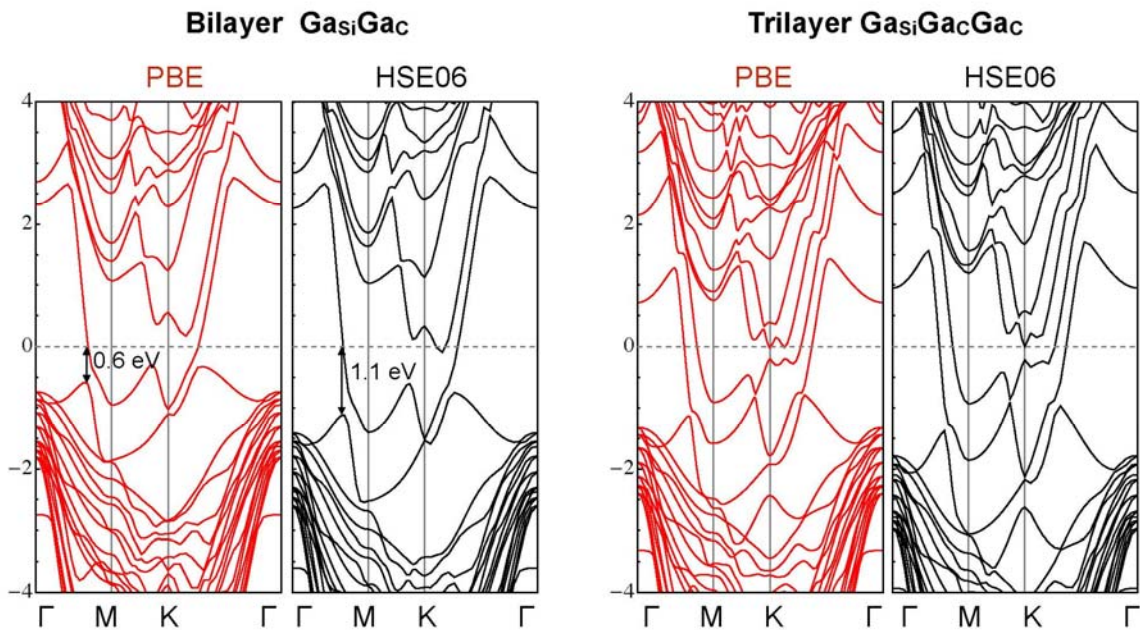 Bilayer GaSiGaC
Trilayer GaSiGaCGaC
PBE
HSE06
PBE
HSE06
4
2
0
−2
−4
0.6 eV
1.1 eV
4
2
0
−2
−4
Γ M K Γ
Γ M K Γ
Γ M K Γ
Γ M K Γ